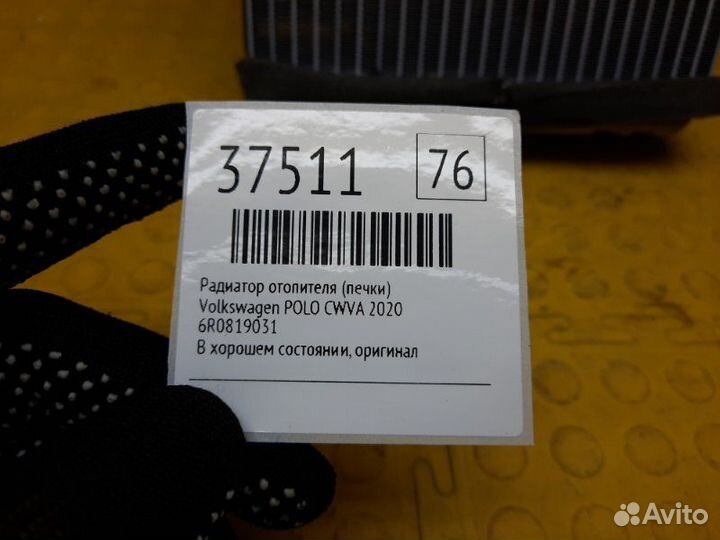 37511 76
Радиатор отопителя (печки)
Volkswagen POLO CWVA 2020
6R0819031
В хорошем состоянии, оригинал
Avito